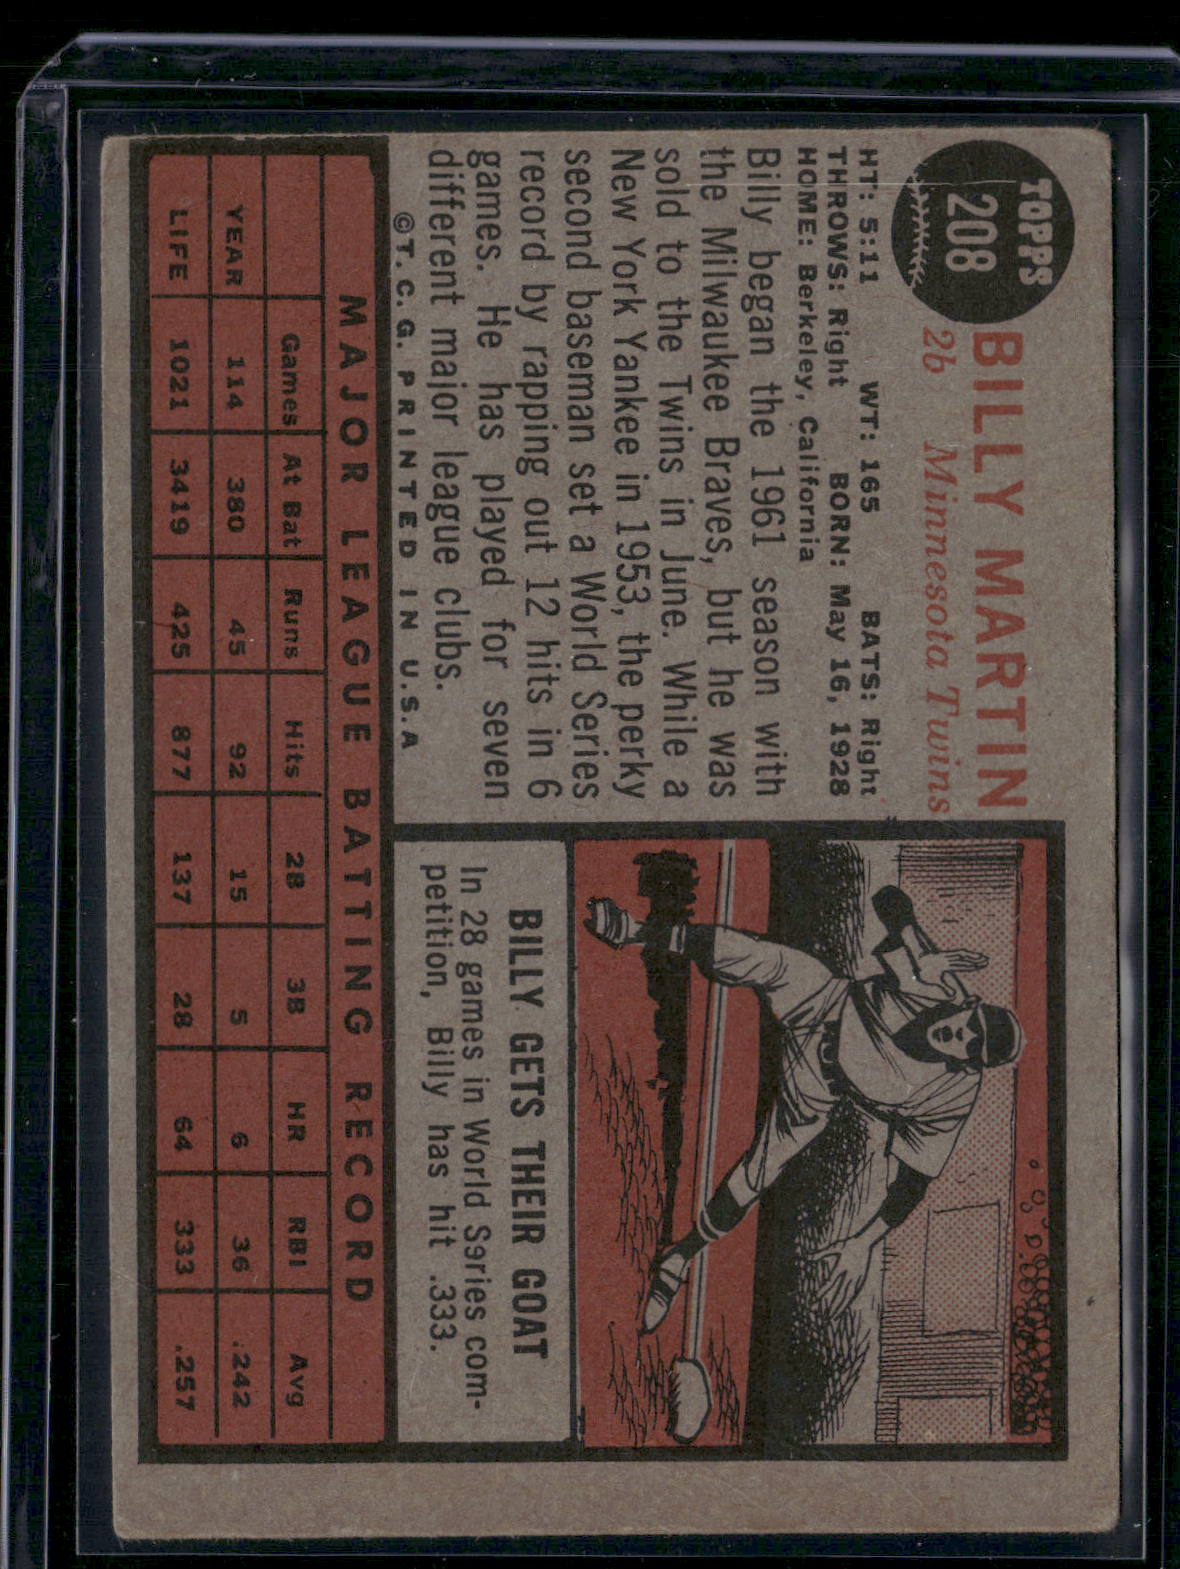 TOPPS
208
BILLY MARTIN
2b Minnesota Twins
HT: 5:11 WT: 165 BATS: Right
THROWS: Right BORN: May 16, 1928
HOME: Berkeley, California
Billy began the 1961 season with
the Milwaukee Braves, but he was
sold to the Twins in June. While a
New York Yankee in 1953, the perky
second baseman set a World Series
record by rapping out 12 hits in 6
games. He has played for seven
different major league clubs.
©T. C. G. PRINTED IN U.S.A
BILLY GETS THEIR GOAT
In 28 games in World S9ries com-
petition, Billy has hit .333.
MAJOR LEAGUE BATTING RECORD
Games At Bat Runs Hits 2B 3B HR RBI Avg
YEAR 114 380 45 92 15 5 6 36 .242
LIFE 1021 3419 425 877 137 28 64 333 .257